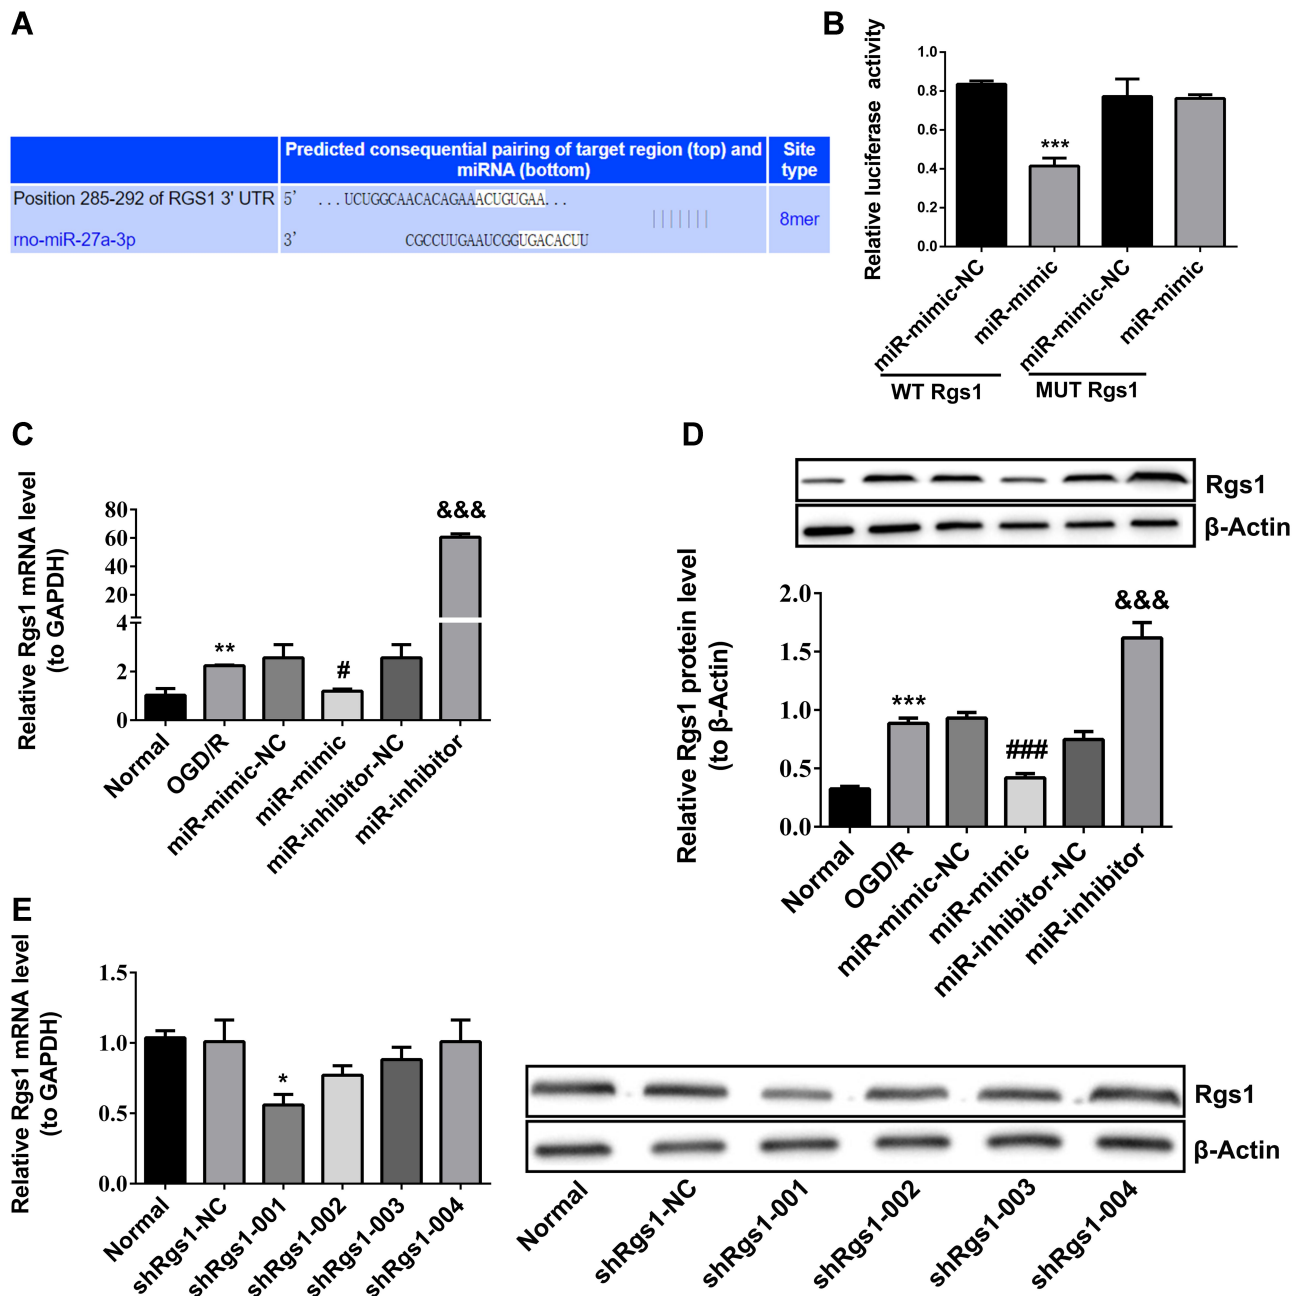 A
Predicted consequential pairing of target region (top) and
miRNA (bottom)
Site
type
Position 285-292 of RGS1 3' UTR
5' ...UCUGGCAACACAGAAACUGUGAA...
rno-miR-27a-3p
3' CGCCUUGAAUCGGUGACACUU
8mer
B
Relative luciferase activity
1.0
0.8
0.6
0.4
0.2
0.0
***
miR-mimic-NC
miR-mimic
miR-mimic-NC
miR-mimic
WT Rgs1
MUT Rgs1
C
Relative Rgs1 mRNA level
(to GAPDH)
80
60
40
20
4
2
0
**
#
&&&
Normal
OGD/R
miR-mimic-NC
miR-mimic
miR-inhibitor-NC
miR-inhibitor
D
Rgs1
β-Actin
Relative Rgs1 protein level
(to β-Actin)
2.0
1.5
1.0
0.5
0.0
***
###
&&&
Normal
OGD/R
miR-mimic-NC
miR-mimic
miR-inhibitor-NC
miR-inhibitor
E
Relative Rgs1 mRNA level
(to GAPDH)
1.5
1.0
0.5
0.0
*
Normal
shRgs1-NC
shRgs1-001
shRgs1-002
shRgs1-003
shRgs1-004
Rgs1
β-Actin
Normal
shRgs1-NC
shRgs1-001
shRgs1-002
shRgs1-003
shRgs1-004